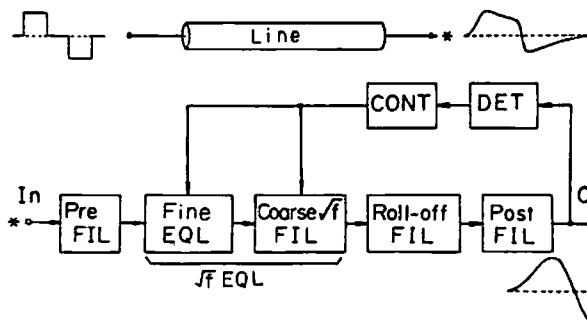 Line
*
CONT
DET
In
*
Pre
FIL
Fine
EQL
Coarse √f
FIL
Roll-off
FIL
Post
FIL
√f EQL